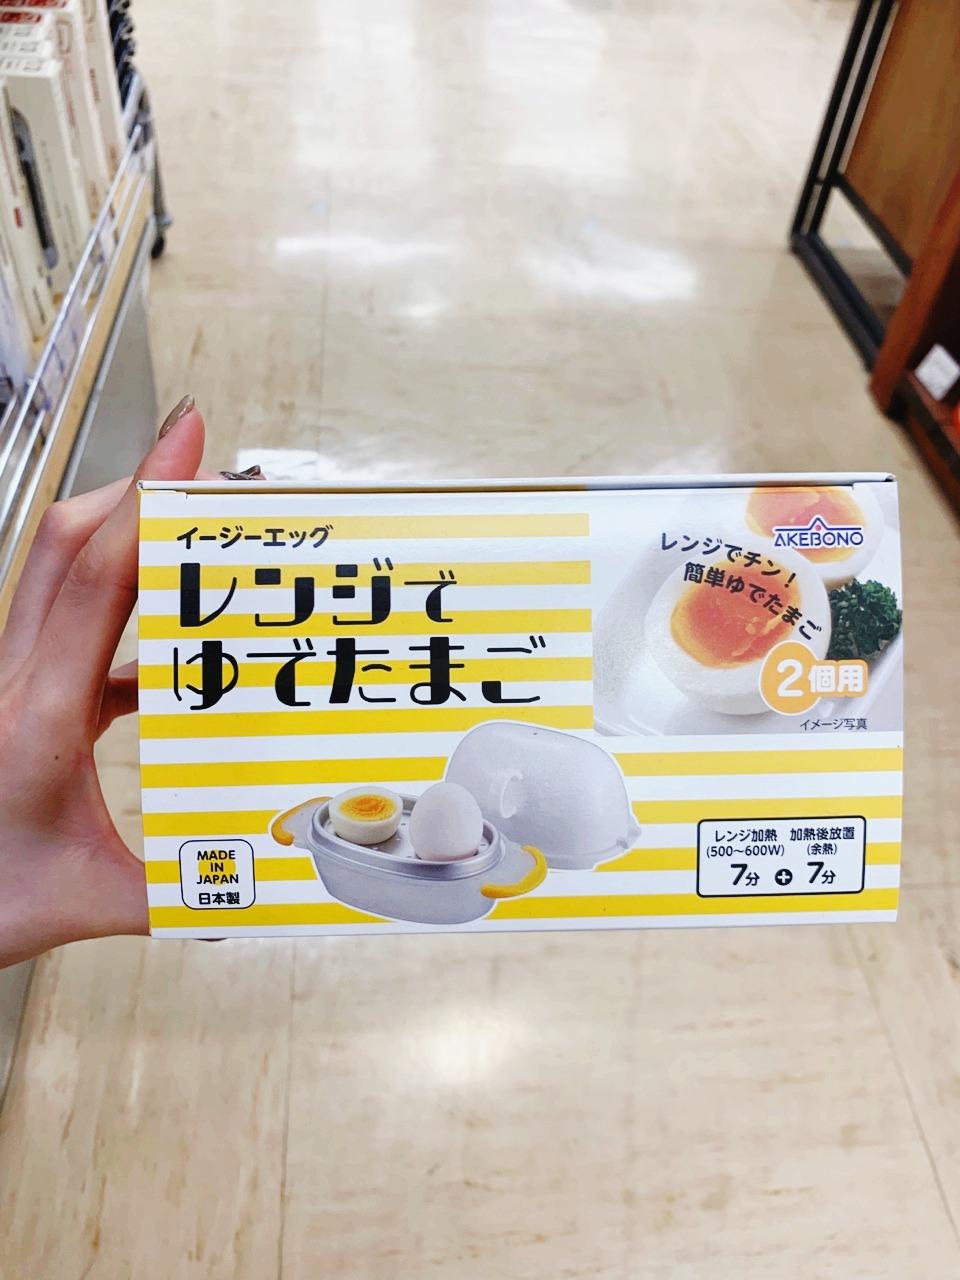 イージーエッグ
レンジで
ゆでたまご
AKEBONO
レンジでチン！
簡単ゆでたまご
2個用
イメージ写真
MADE
IN
JAPAN
日本製
レンジ加熱 加熱後放置
(500〜600W) (余熱)
7分 + 7分